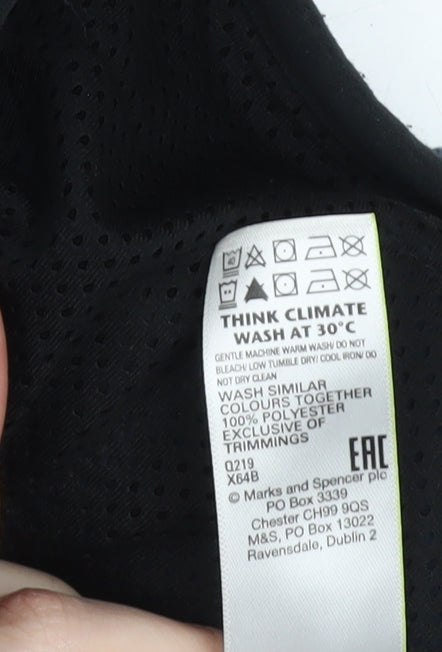 40
THINK CLIMATE
WASH AT 30°C
GENTLE MACHINE WARM WASH/ DO NOT
BLEACH/ LOW TUMBLE DRY/ COOL IRON/ DO
NOT DRY CLEAN
WASH SIMILAR
COLOURS TOGETHER
100% POLYESTER
EXCLUSIVE OF
TRIMMINGS
Q219
X64B
EAC
© Marks and Spencer plc
PO Box 3339
Chester CH99 9QS
M&S, PO Box 13022
Ravensdale, Dublin 2